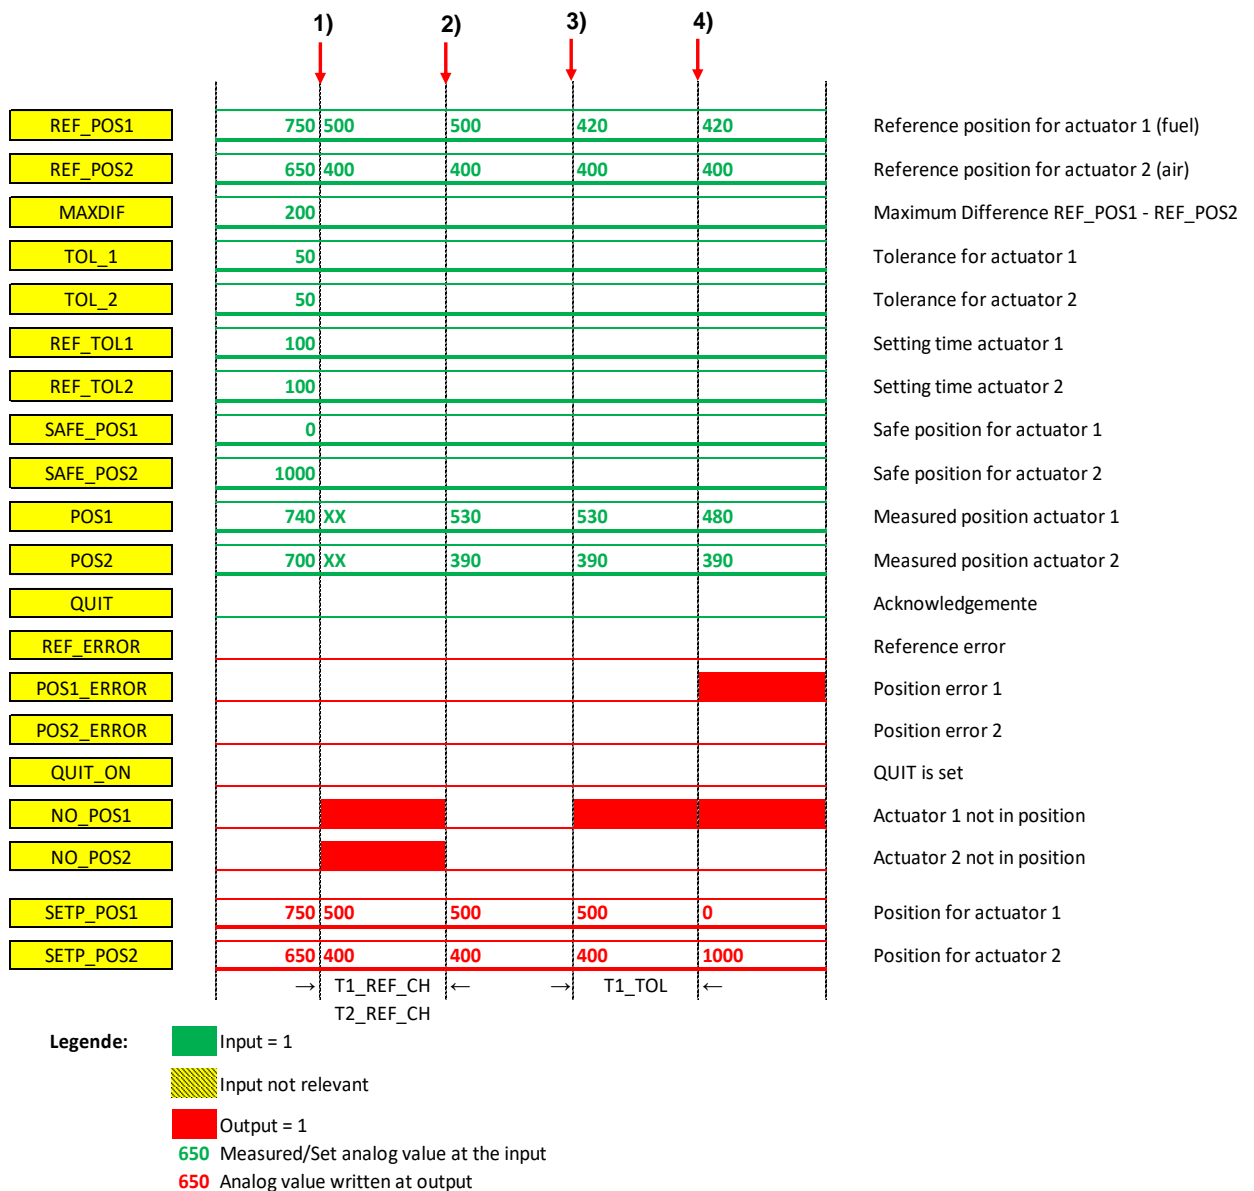 1) 2) 3) 4)
REF_POS1 750 500 500 420 420 Reference position for actuator 1 (fuel)
REF_POS2 650 400 400 400 400 Reference position for actuator 2 (air)
MAXDIF 200 Maximum Difference REF_POS1 - REF_POS2
TOL_1 50 Tolerance for actuator 1
TOL_2 50 Tolerance for actuator 2
REF_TOL1 100 Setting time actuator 1
REF_TOL2 100 Setting time actuator 2
SAFE_POS1 0 Safe position for actuator 1
SAFE_POS2 1000 Safe position for actuator 2
POS1 740 XX 530 530 480 Measured position actuator 1
POS2 700 XX 390 390 390 Measured position actuator 2
QUIT Acknowledgemente
REF_ERROR Reference error
POS1_ERROR Position error 1
POS2_ERROR Position error 2
QUIT_ON QUIT is set
NO_POS1 Actuator 1 not in position
NO_POS2 Actuator 2 not in position
SETP_POS1 750 500 500 500 0 Position for actuator 1
SETP_POS2 650 400 400 400 1000 Position for actuator 2
→ T1_REF_CH ← → T1_TOL ←
T2_REF_CH
Legende: Input = 1
Input not relevant
Output = 1
650 Measured/Set analog value at the input
650 Analog value written at output